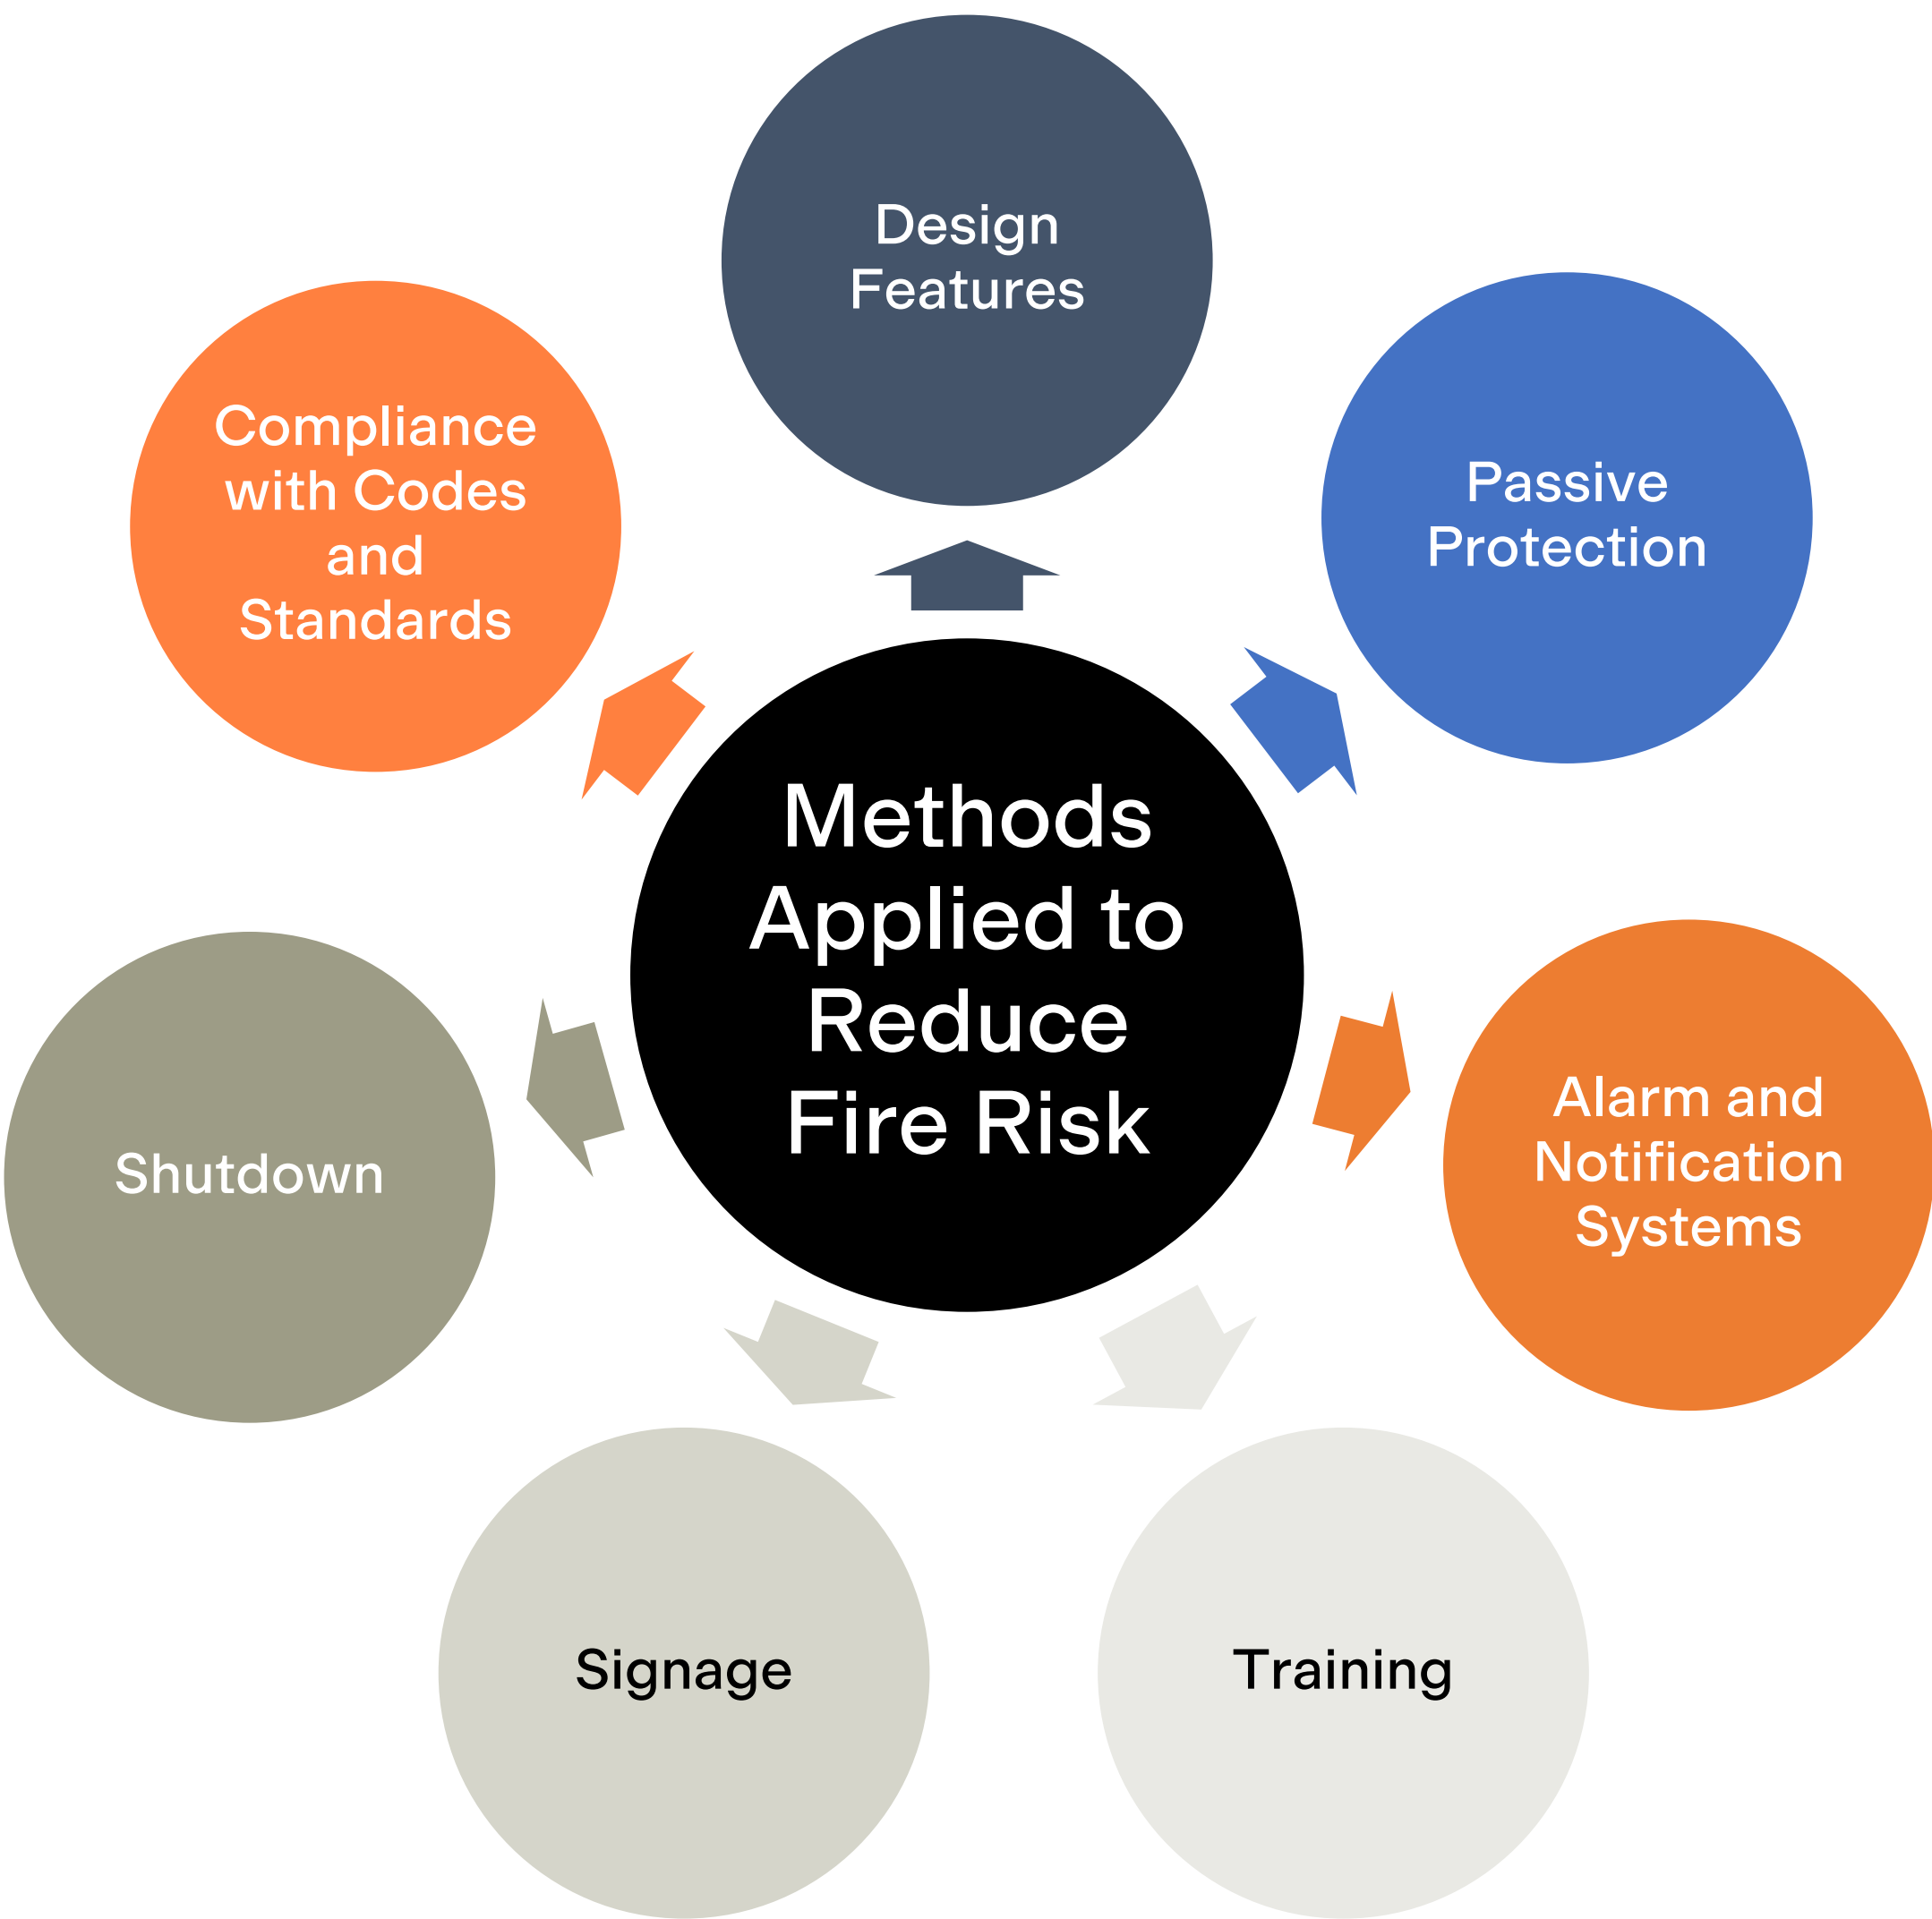 Design
Features
Compliance
with Codes
and
Standards
Passive
Protection
Methods
Applied to
Reduce
Fire Risk
Alarm and
Notification
Systems
Shutdown
Signage
Training